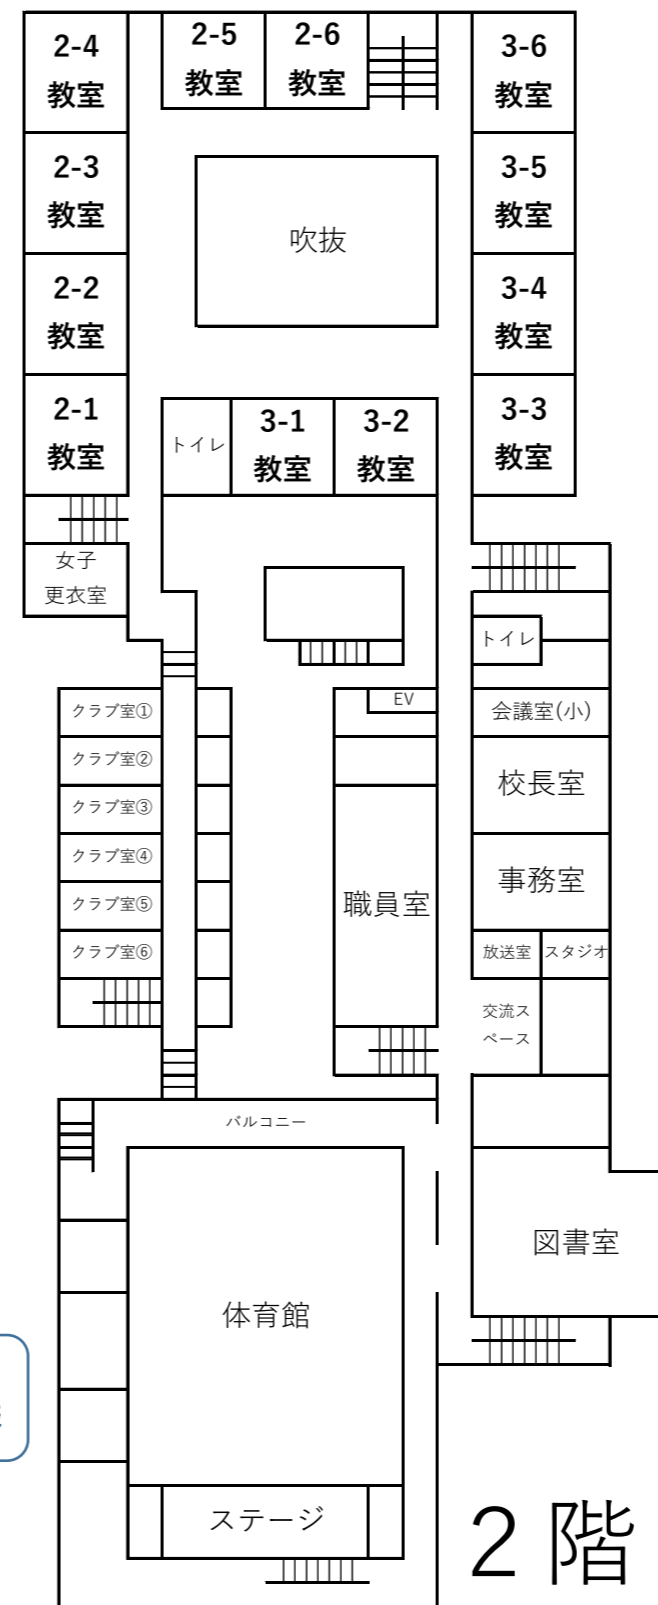 2-4
教室
2-5
教室
2-6
教室
3-6
教室
2-3
教室
吹抜
3-5
教室
2-2
教室
3-4
教室
2-1
教室
トイレ
3-1
教室
3-2
教室
3-3
教室
女子
更衣室
トイレ
クラブ室①
EV
会議室(小)
クラブ室②
校長室
クラブ室③
クラブ室④
職員室
事務室
クラブ室⑤
クラブ室⑥
放送室
スタジオ
交流ス
ペース
バルコニー
図書室
体育館
ステージ
2階